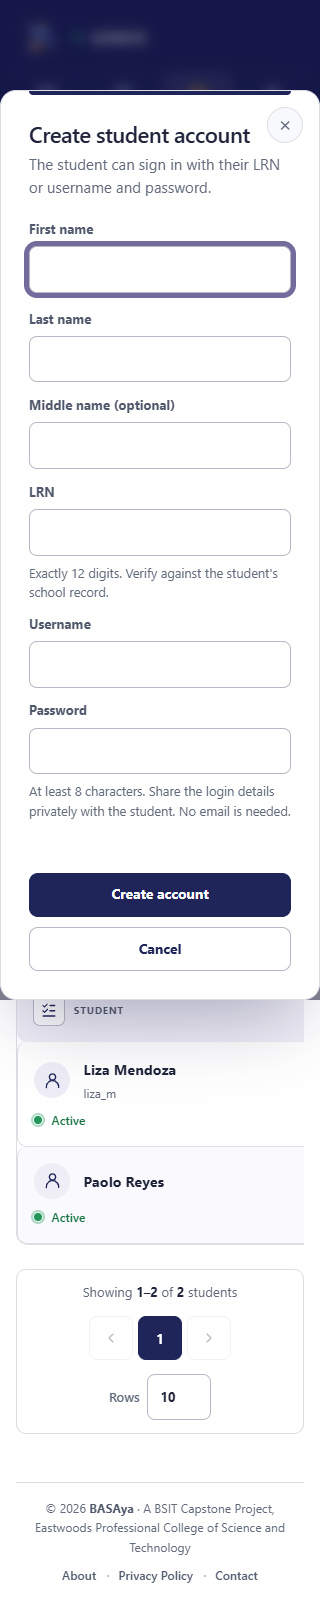 Create student account
The student can sign in with their LRN
or username and password.
First name
Last name
Middle name (optional)
LRN
Exactly 12 digits. Verify against the student's
school record.
Username
Password
At least 8 characters. Share the login details
privately with the student. No email is needed.
Create account
Cancel
STUDENT
Liza Mendoza
liza_m
Active
Paolo Reyes
Active
Showing 1–2 of 2 students
1
Rows 10
© 2026 BASAya · A BSIT Capstone Project,
Eastwoods Professional College of Science and
Technology
About · Privacy Policy · Contact